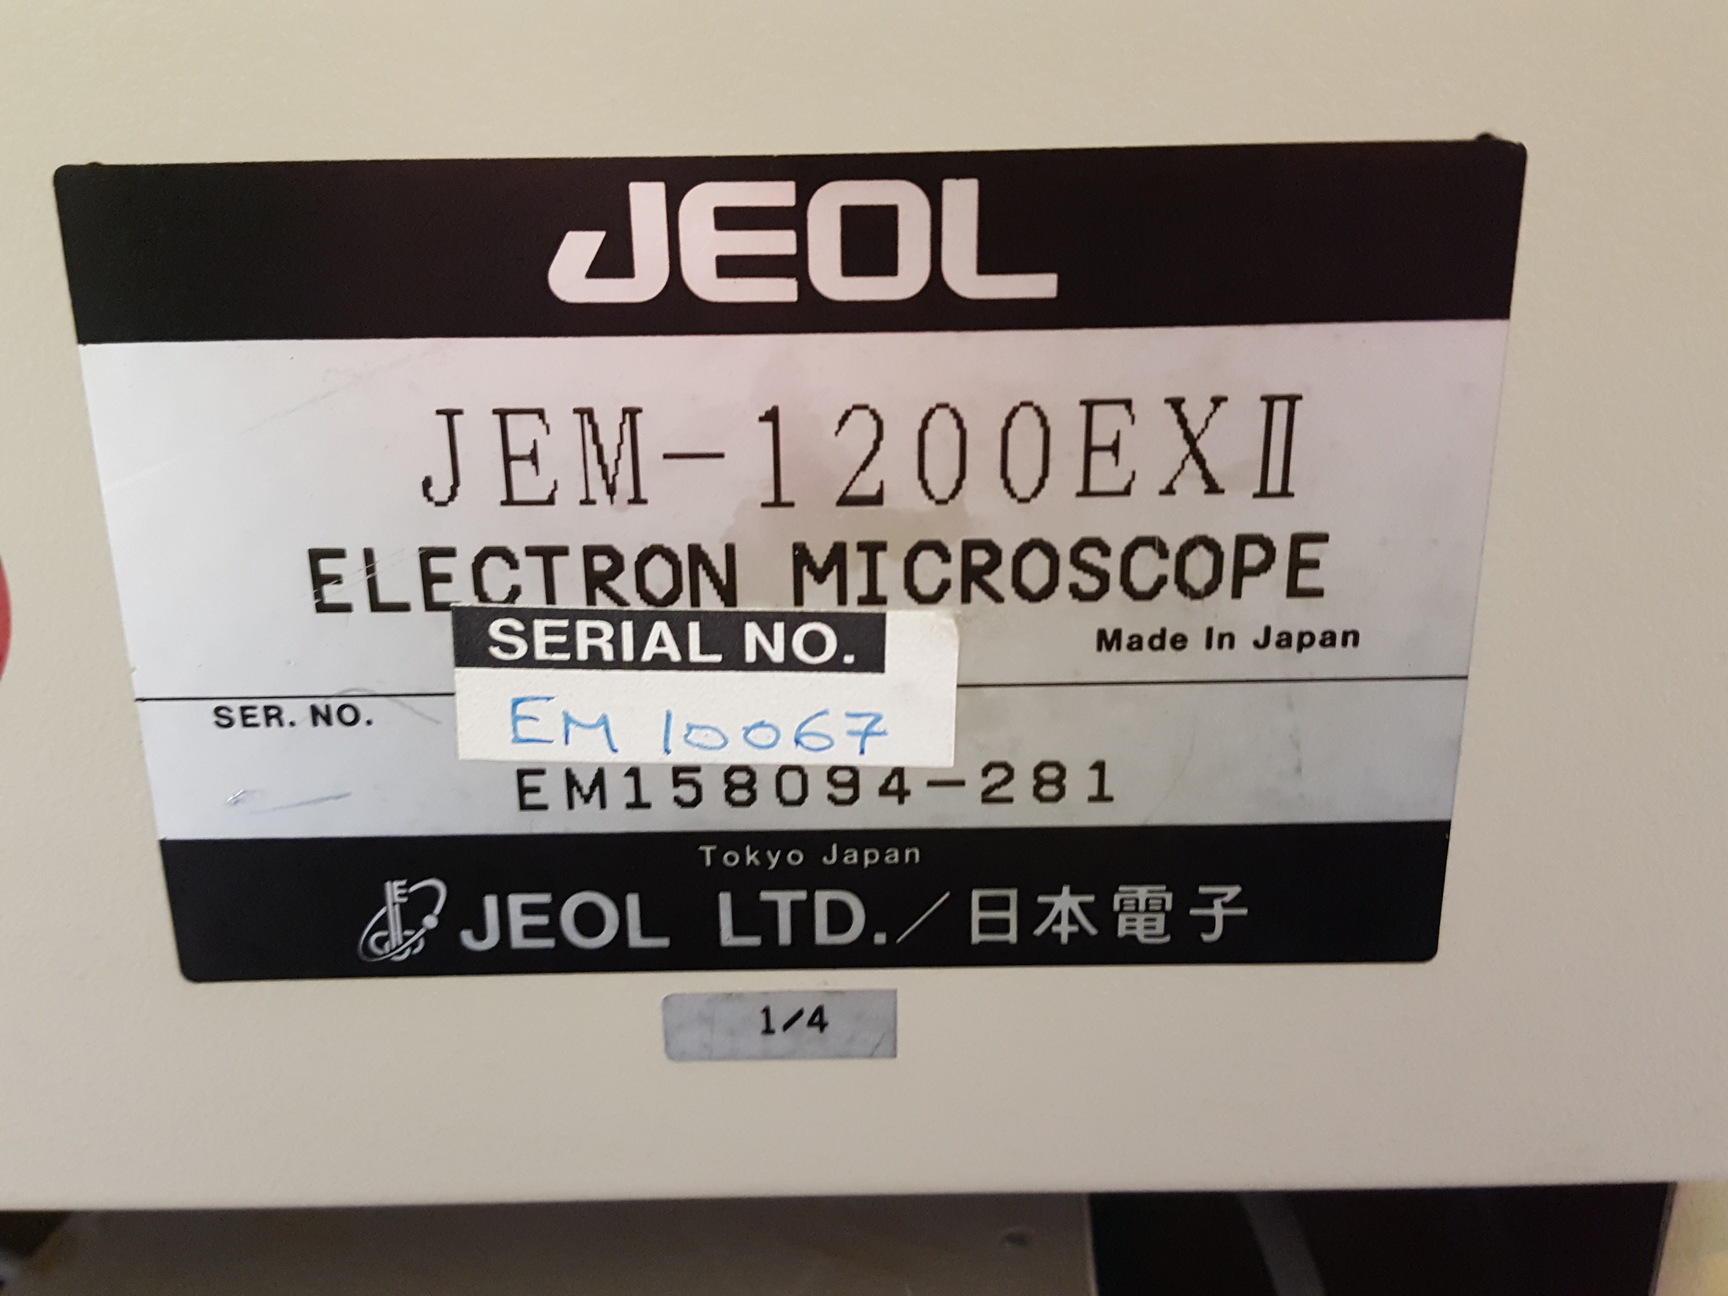 JEOL
JEM-1200EXⅡ
ELECTRON MICROSCOPE
SERIAL NO.
Made In Japan
SER. NO.
EM 10067
EM158094-281
Tokyo Japan
JEOL LTD./日本電子
1/4